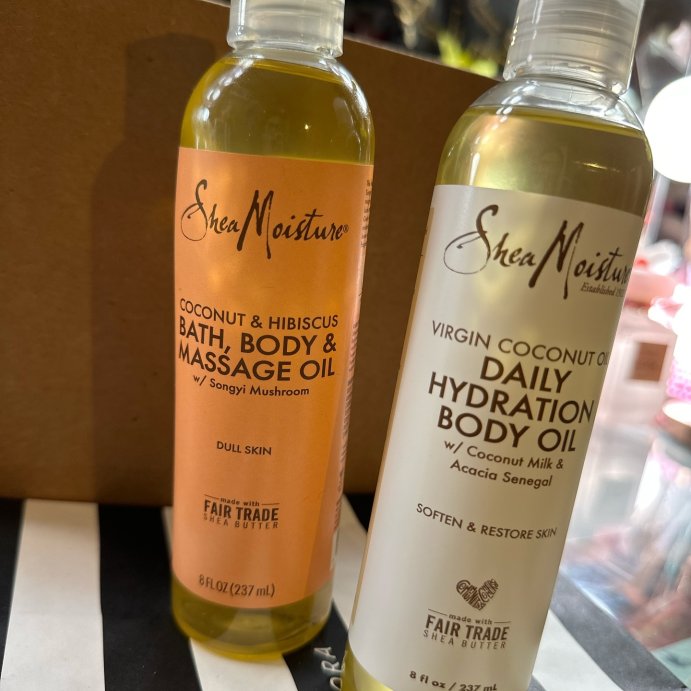 SheaMoisture®
COCONUT & HIBISCUS
BATH, BODY &
MASSAGE OIL
w/ Songyi Mushroom
DULL SKIN
made with
FAIR TRADE
SHEA BUTTER
8 FL OZ (237 mL)
SheaMoisture
Established
VIRGIN COCONUT OIL
DAILY
HYDRATION
BODY OIL
w/ Coconut Milk &
Acacia Senegal
SOFTEN & RESTORE SKIN
made with
FAIR TRADE
SHEA BUTTER
8 fl oz / 237 mL
ORA